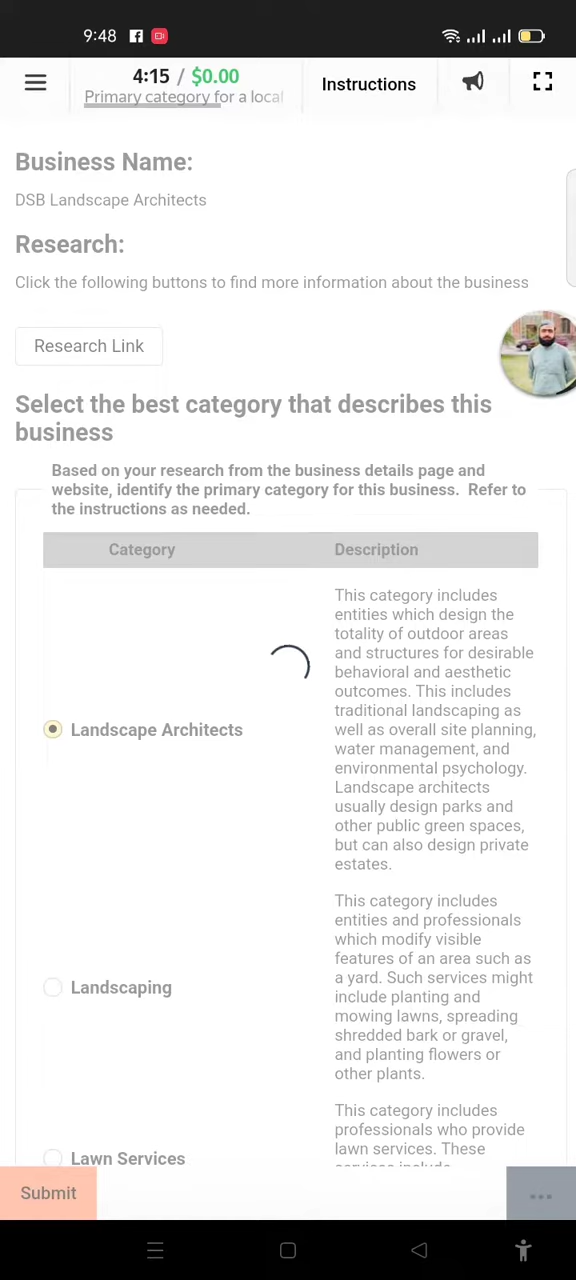 9:48
4:15 / $0.00
Primary category for a local
Instructions
Business Name:
DSB Landscape Architects
Research:
Click the following buttons to find more information about the business
Research Link
Select the best category that describes this
business
Based on your research from the business details page and
website, identify the primary category for this business. Refer to
the instructions as needed.
Category
Description
This category includes
entities which design the
totality of outdoor areas
and structures for desirable
behavioral and aesthetic
outcomes. This includes
traditional landscaping as
well as overall site planning,
water management, and
environmental psychology.
Landscape architects
usually design parks and
other public green spaces,
but can also design private
estates.
Landscape Architects
This category includes
entities and professionals
which modify visible
features of an area such as
a yard. Such services might
include planting and
mowing lawns, spreading
shredded bark or gravel,
and planting flowers or
other plants.
Landscaping
This category includes
professionals who provide
lawn services. These
services include
Lawn Services
Submit